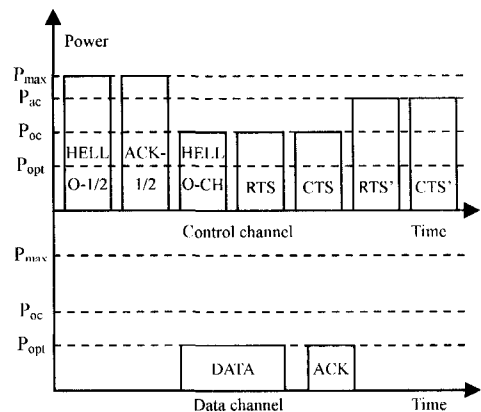 Power
Pmax
Pac
Poc
Popt
HELL
O-1/2
ACK-
1/2
HELL
O-CH
RTS
CTS
RTS'
CTS'
Control channel
Time
Pmax
Poc
Popt
DATA
ACK
Data channel
Time